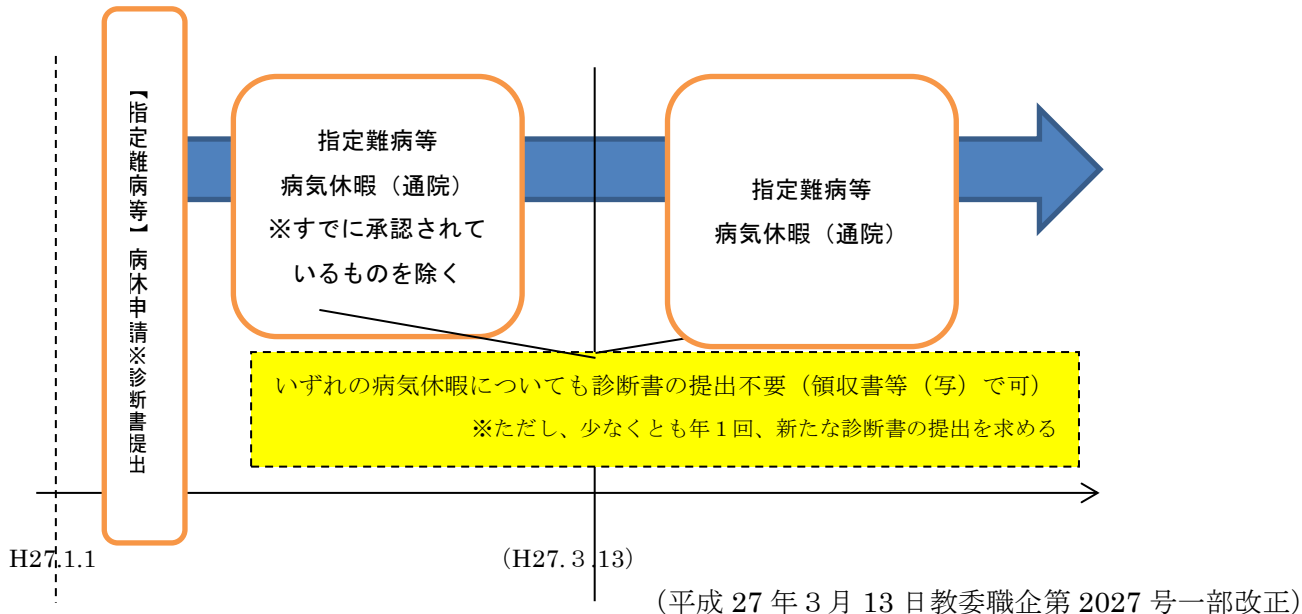 【指定難病等】病休申請※診断書提出
指定難病等
病気休暇（通院）
※すでに承認されて
いるものを除く
指定難病等
病気休暇（通院）
いずれの病気休暇についても診断書の提出不要（領収書等（写）で可）
※ただし、少なくとも年１回、新たな診断書の提出を求める
H27.1.1
（H27.３.13）
（平成 27 年３月 13 日教委職企第 2027 号一部改正）